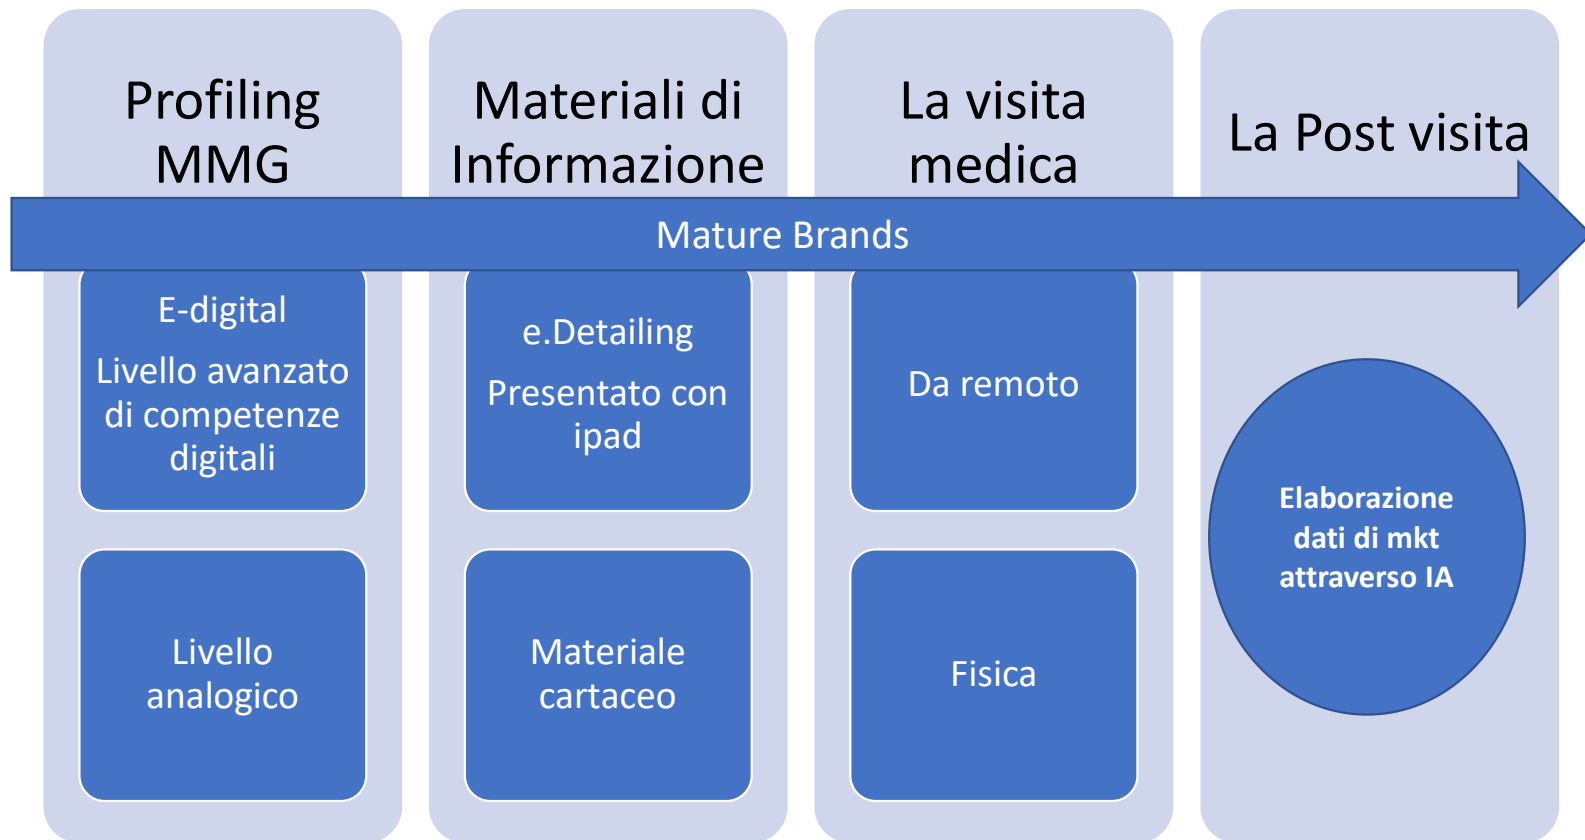 Profiling
MMG
Materiali di
Informazione
La visita
medica
La Post visita
Mature Brands
E-digital
Livello avanzato
di competenze
digitali
e.Detailing
Presentato con
ipad
Da remoto
Elaborazione
dati di mkt
attraverso IA
Livello
analogico
Materiale
cartaceo
Fisica